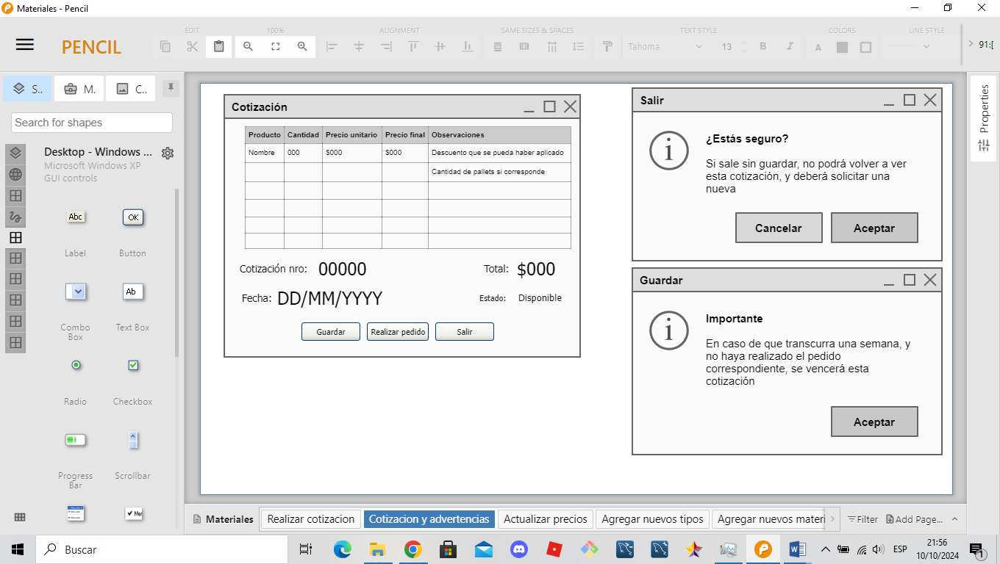 Materiales - Pencil
PENCIL
EDIT
100%
ALIGNMENT
SAME SIZES & SPACES
TEXT STYLE
COLORS
LINE STYLE
Tahoma
13
B
I
A
91:[
S..
M.
C..
Search for shapes
Desktop - Windows ...
Microsoft Windows XP
GUI controls
Abc
OK
Label
Button
Ab
Combo
Box
Text Box
Radio
Checkbox
Progress
Bar
Scrollbar
Cotización
Producto Cantidad Precio unitario Precio final Observaciones
Nombre 000 $000 $000 Descuento que se pueda haber aplicado
Cantidad de pallets si corresponde
Cotización nro: 00000 Total: $000
Fecha: DD/MM/YYYY Estado: Disponible
Guardar Realizar pedido Salir
Salir
¿Estás seguro?
Si sale sin guardar, no podrá volver a ver
esta cotización, y deberá solicitar una
nueva
Cancelar Aceptar
Guardar
Importante
En caso de que transcurra una semana, y
no haya realizado el pedido
correspondiente, se vencerá esta
cotización
Aceptar
Properties
Materiales
Realizar cotizacion
Cotizacion y advertencias
Actualizar precios
Agregar nuevos tipos
Agregar nuevos materi
Filter
Add Page...
Buscar
ESP
21:56
10/10/2024
1